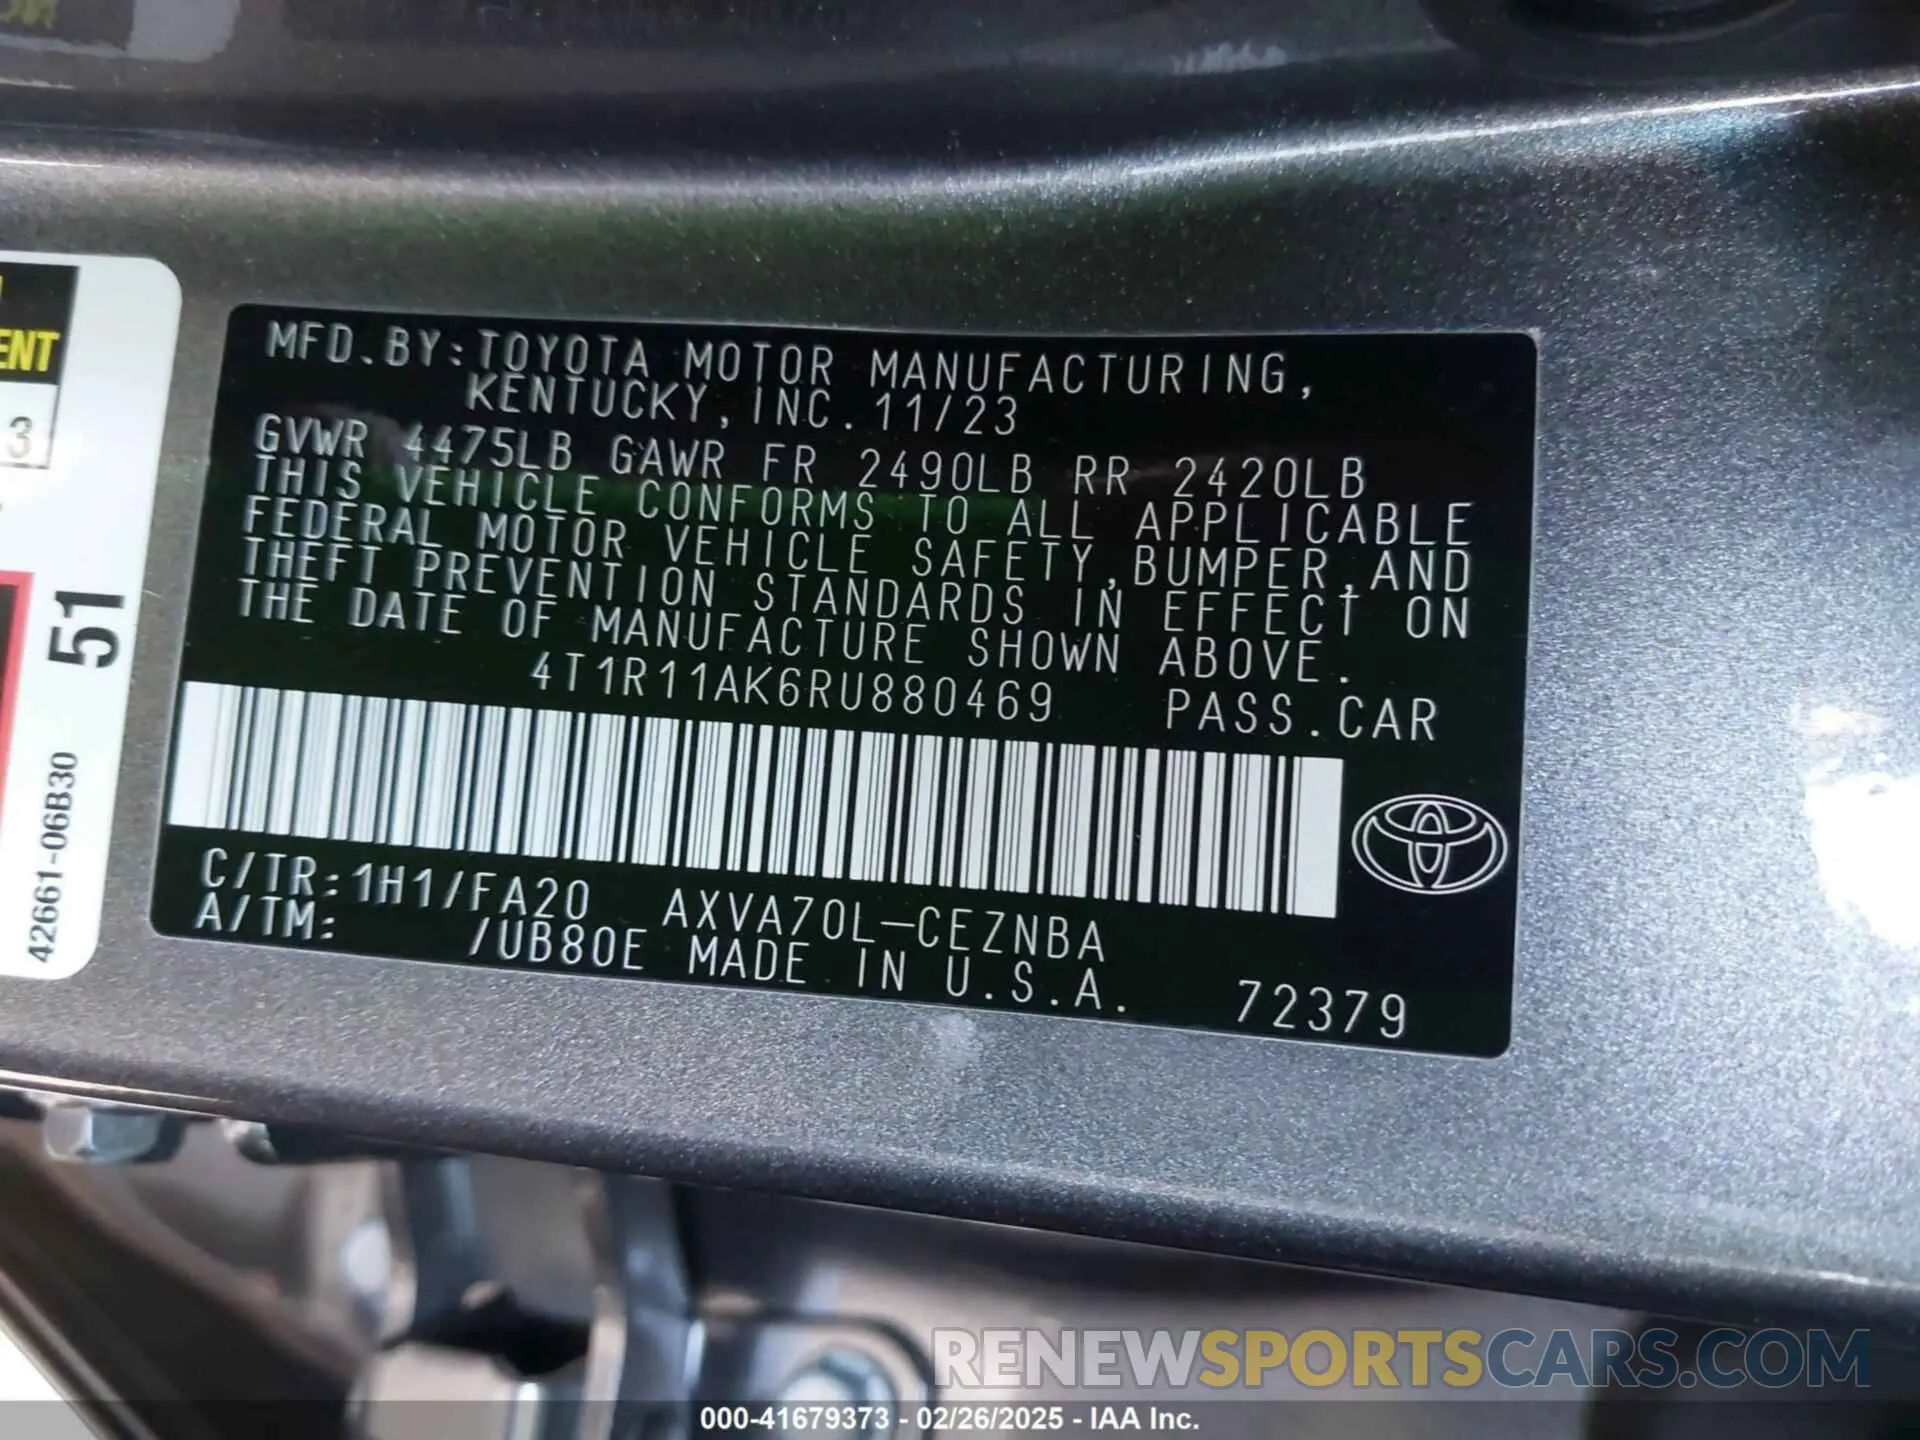 ENT
3
51
42661-06B30
MFD.BY:TOYOTA MOTOR MANUFACTURING,
KENTUCKY, INC. 11/23
GVWR 4475LB GAWR FR 2490LB RR 2420LB
THIS VEHICLE CONFORMS TO ALL APPLICABLE
FEDERAL MOTOR VEHICLE SAFETY, BUMPER, AND
THEFT PREVENTION STANDARDS IN EFFECT ON
THE DATE OF MANUFACTURE SHOWN ABOVE.
4T1R11AK6RU880469 PASS.CAR
C/TR:1H1/FA20 AXVA70L-CEZNBA
A/TM: /UB80E MADE IN U.S.A. 72379
RENEWSPORTSCARS.COM
000-41679373 - 02/26/2025 - IAA Inc.